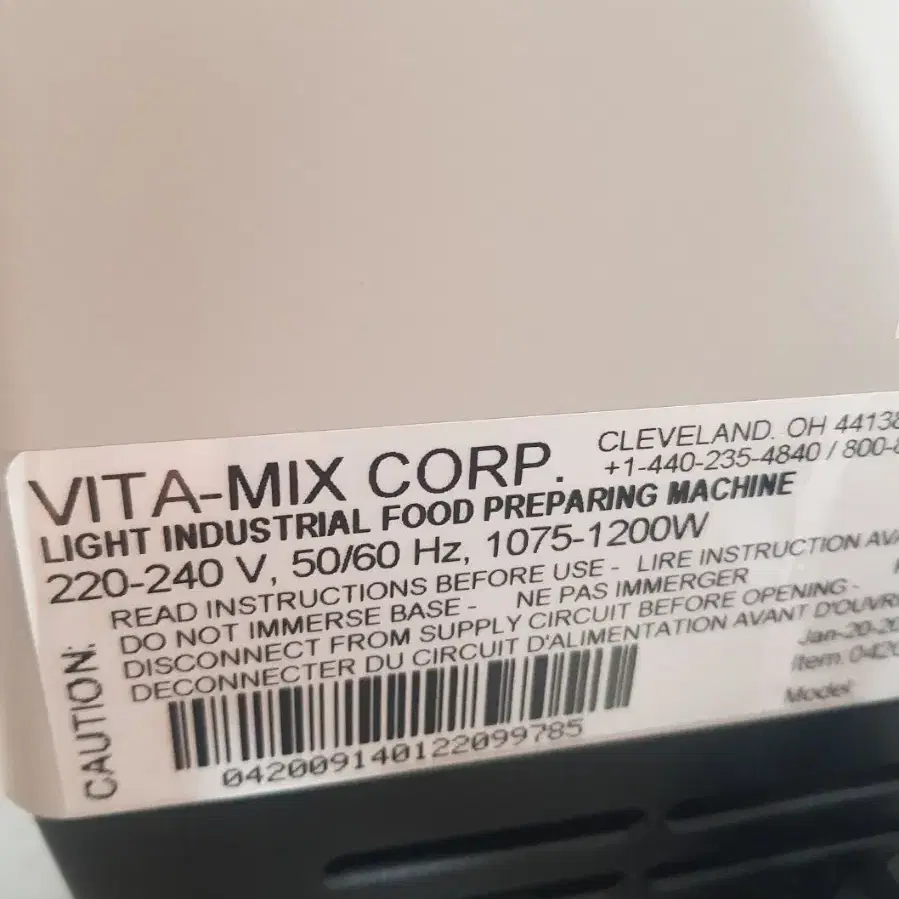 VITA-MIX CORP.
CLEVELAND. OH 44138
+1-440-235-4840 / 800-8
LIGHT INDUSTRIAL FOOD PREPARING MACHINE
220-240 V, 50/60 Hz, 1075-1200W
CAUTION:
READ INSTRUCTIONS BEFORE USE - LIRE INSTRUCTION AVA
DO NOT IMMERSE BASE - NE PAS IMMERGER
DISCONNECT FROM SUPPLY CIRCUIT BEFORE OPENING -
DECONNECTER DU CIRCUIT D'ALIMENTATION AVANT D'OUVR
Jan-20-20
Item: 0420
Model:
042009140122099785